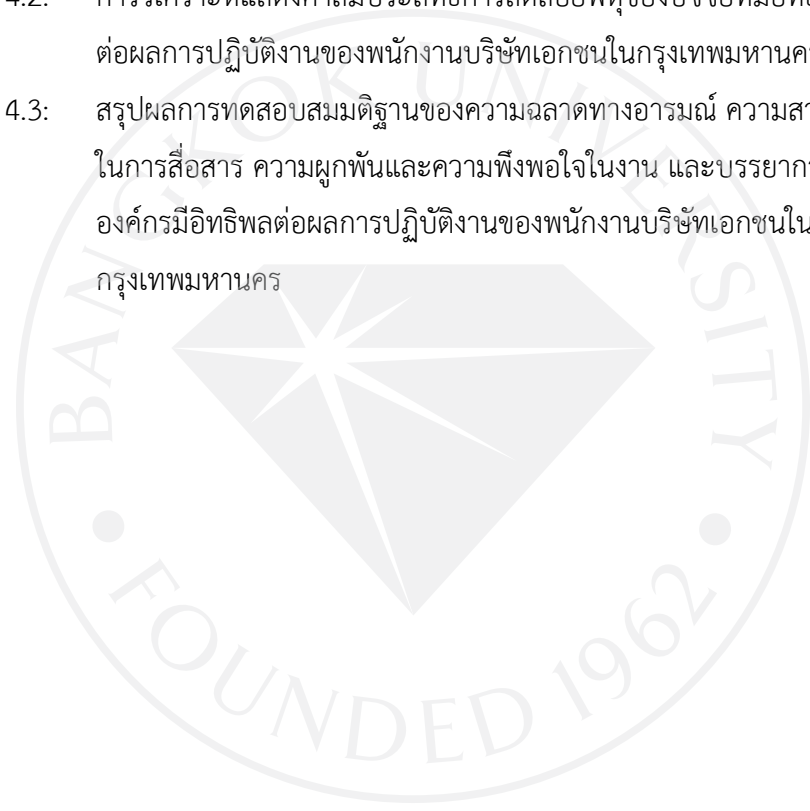 ต่อผลการปฏิบัติงานของพนักงานบริษัทเอกชนในกรุงเทพมหานคร
4.3: สรุปผลการทดสอบสมมติฐานของความฉลาดทางอารมณ์ ความสา
ในการสื่อสาร ความผูกพันและความพึงพอใจในงาน และบรรยากา
องค์กรมีอิทธิพลต่อผลการปฏิบัติงานของพนักงานบริษัทเอกชนใน
กรุงเทพมหานคร
BANGKOK UNIVERSITY
FOUNDED 1962